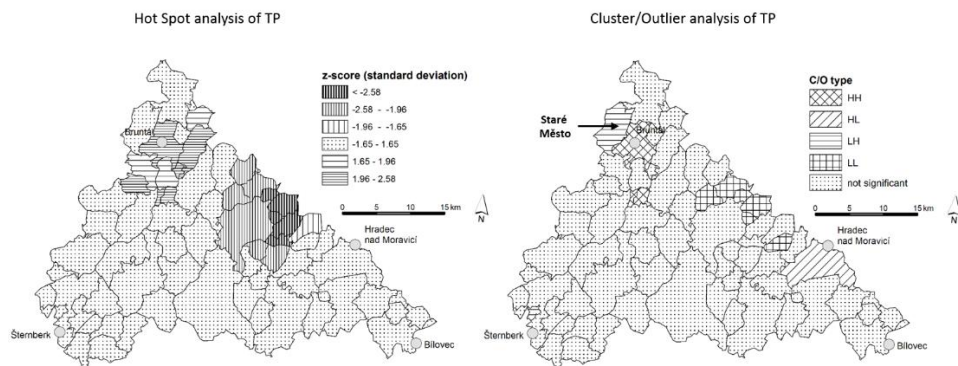 Hot Spot analysis of TP
Cluster/Outlier analysis of TP
z-score (standard deviation)
< -2.58
-2.58 - -1.96
-1.96 - -1.65
-1.65 - 1.65
1.65 - 1.96
1.96 - 2.58
0 5 10 15 km
N
Bruntál
Hradec
nad Moravicí
Šternberk
Bílovec
C/O type
HH
HL
LH
LL
not significant
0 5 10 15 km
N
Staré
Město
Bruntál
Hradec
nad Moravicí
Šternberk
Bílovec